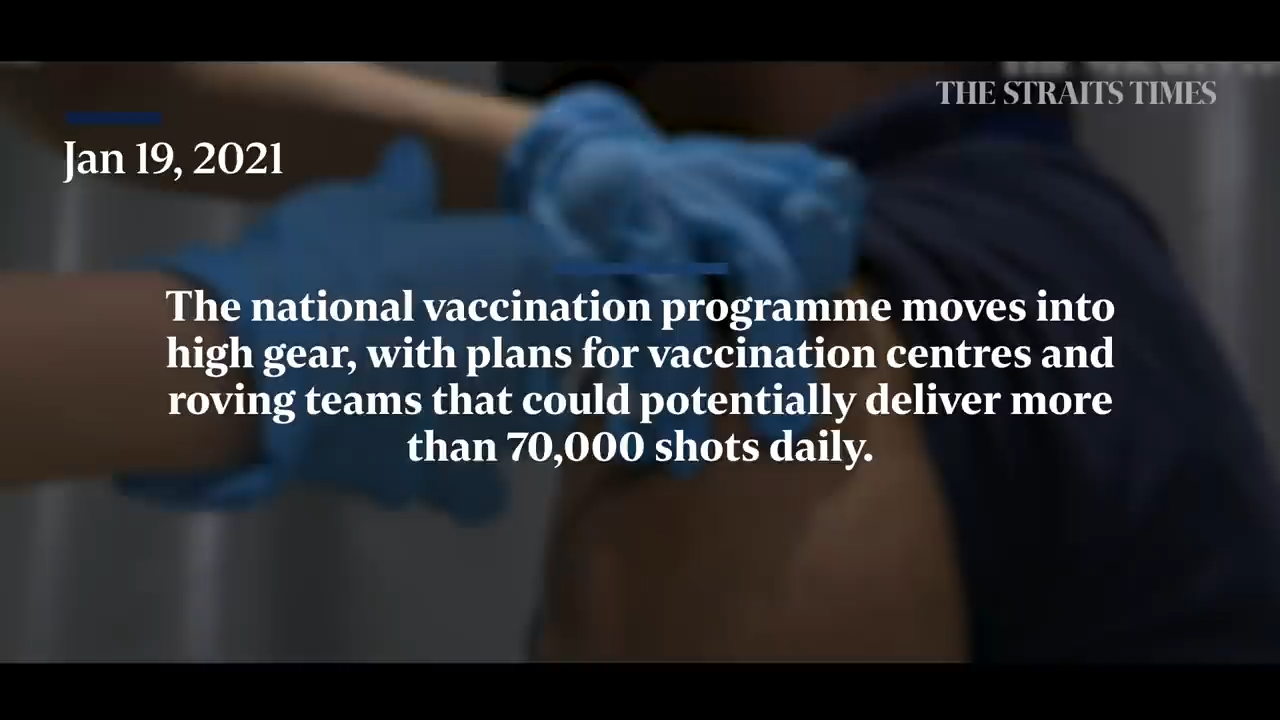 THE STRAITS TIMES
Jan 19, 2021
The national vaccination programme moves into
high gear, with plans for vaccination centres and
roving teams that could potentially deliver more
than 70,000 shots daily.